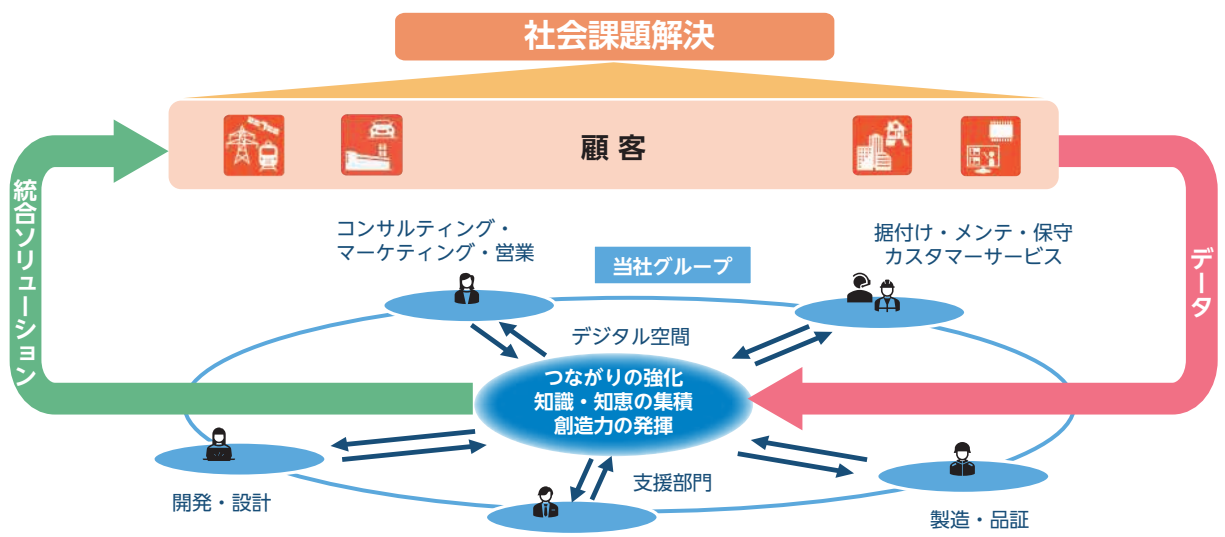 社会課題解決
顧客
統合ソリューション
データ
コンサルティング・
マーケティング・営業
当社グループ
据付け・メンテ・保守
カスタマーサービス
デジタル空間
つながりの強化
知識・知恵の集積
創造力の発揮
開発・設計
支援部門
製造・品証